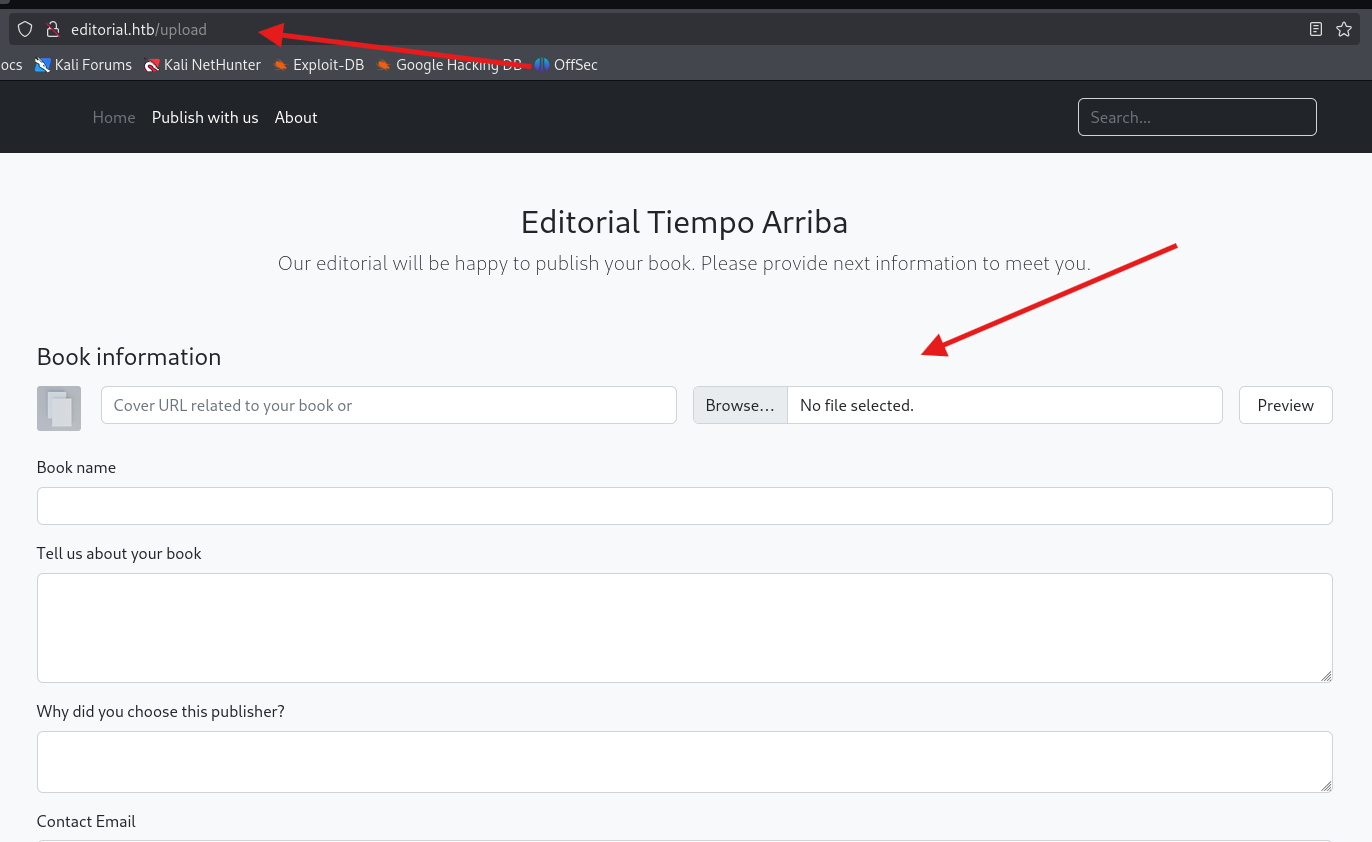 editorial.htb/upload
ocs Kali Forums Kali NetHunter Exploit-DB Google Hacking DB OffSec
Home Publish with us About Search...
Editorial Tiempo Arriba
Our editorial will be happy to publish your book. Please provide next information to meet you.
Book information
Cover URL related to your book or Browse... No file selected. Preview
Book name
Tell us about your book
Why did you choose this publisher?
Contact Email